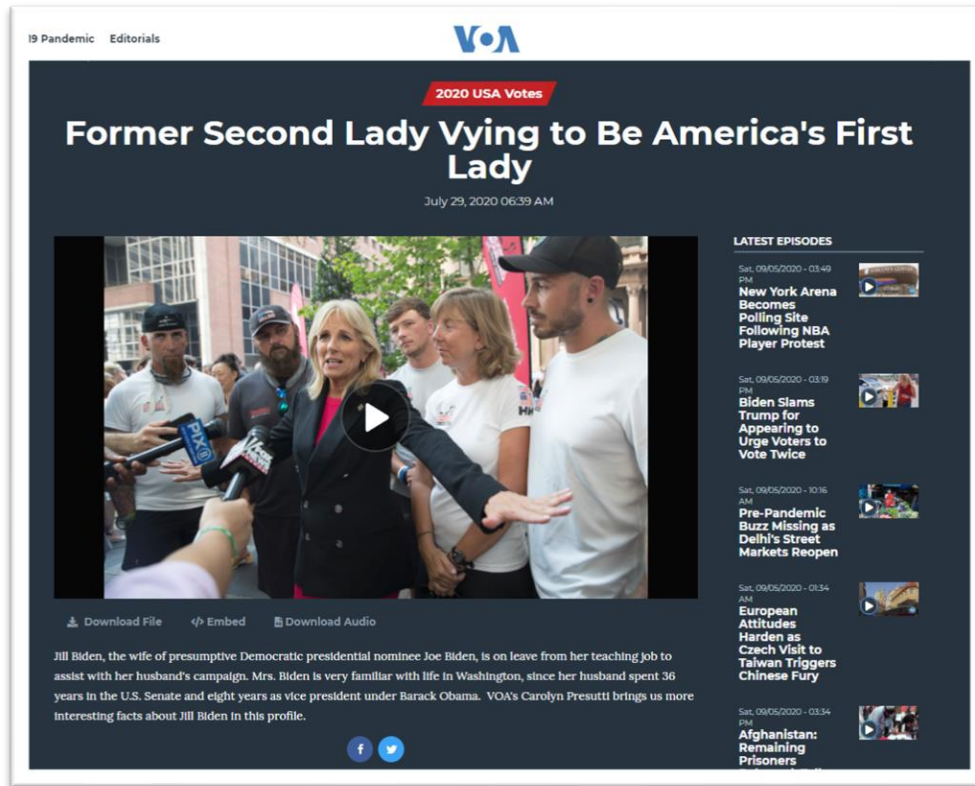 19 Pandemic Editorials
VOA
2020 USA Votes
Former Second Lady Vying to Be America's First
Lady
July 29, 2020 06:39 AM
PIX
Download File </> Embed Download Audio
Jill Biden, the wife of presumptive Democratic presidential nominee Joe Biden, is on leave from her teaching job to
assist with her husband's campaign. Mrs. Biden is very familiar with life in Washington, since her husband spent 36
years in the U.S. Senate and eight years as vice president under Barack Obama. VOA's Carolyn Presutti brings us more
interesting facts about Jill Biden in this profile.
LATEST EPISODES
Sat, 09/05/2020 - 03:49
PM
New York Arena
Becomes
Polling Site
Following NBA
Player Protest
Sat, 09/05/2020 - 03:19
PM
Biden Slams
Trump for
Appearing to
Urge Voters to
Vote Twice
Sat, 09/05/2020 - 10:16
AM
Pre-Pandemic
Buzz Missing as
Delhi's Street
Markets Reopen
Sat, 09/05/2020 - 01:34
AM
European
Attitudes
Harden as
Czech Visit to
Taiwan Triggers
Chinese Fury
Sat, 09/05/2020 - 03:34
PM
Afghanistan:
Remaining
Prisoners